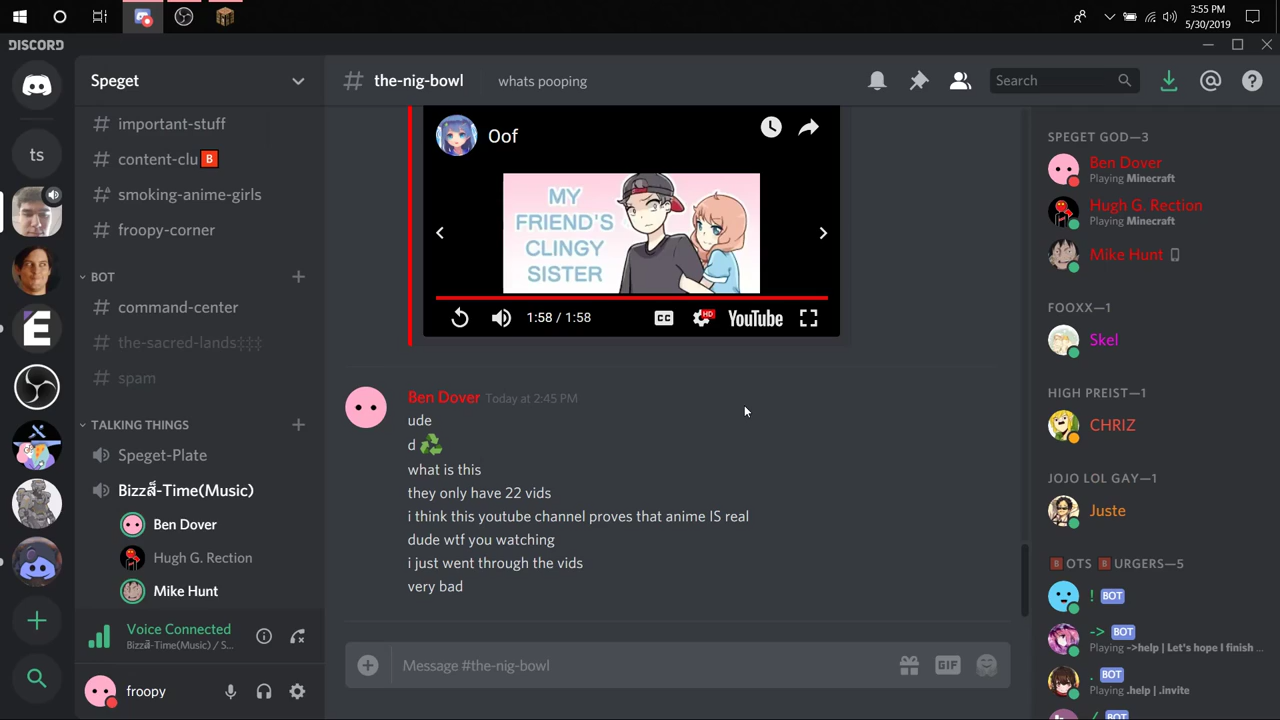 3:55 PM
5/30/2019
DISCORD
Speget
# the-nig-bowl whats pooping
Search
ts
# important-stuff
# content-clu B
# smoking-anime-girls
# froopy-corner
BOT
# command-center
# the-sacred-lands
# spam
TALKING THINGS
Speget-Plate
-Time(Music)
Ben Dover
Hugh G. Rection
Mike Hunt
Voice Connected
-Time(Music) / S...
froopy
Oof
MY
FRIEND'S
CLINGY
SISTER
1:58 / 1:58
CC
HD
YouTube
Ben Dover Today at 2:45 PM
ude
d
what is this
they only have 22 vids
i think this youtube channel proves that anime IS real
dude wtf you watching
i just went through the vids
very bad
Message #the-nig-bowl
GIF
SPEGET GOD—3
Ben Dover
Playing Minecraft
Hugh G. Rection
Playing Minecraft
Mike Hunt
FOOXX—1
Skel
HIGH PREIST—1
CHRIZ
JOJO LOL GAY—1
Juste
B OTS B URGERS—5
! BOT
-> BOT
Playing ->help | Let's hope I finish ...
. BOT
Playing .help | .invite
/ BOT